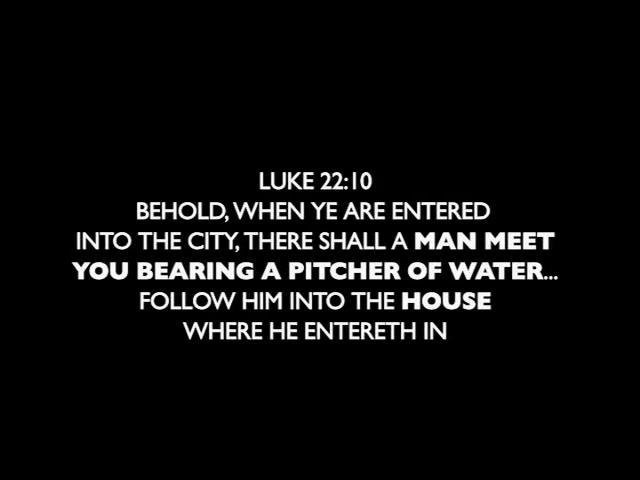 LUKE 22:10
BEHOLD, WHEN YE ARE ENTERED
INTO THE CITY, THERE SHALL A MAN MEET
YOU BEARING A PITCHER OF WATER...
FOLLOW HIM INTO THE HOUSE
WHERE HE ENTERETH IN